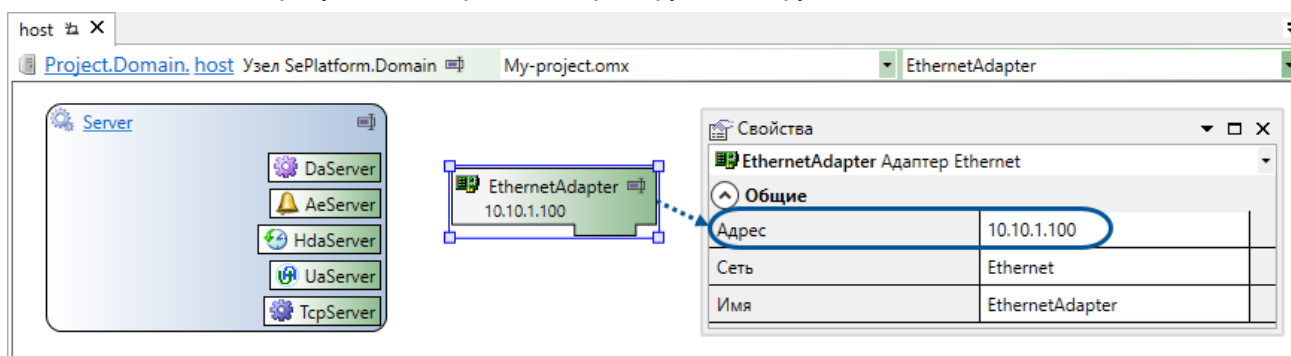 host
Project.Domain. host Узел SePlatform.Domain My-project.omx EthernetAdapter
Server
DaServer
AeServer
HdaServer
UaServer
TcpServer
EthernetAdapter
10.10.1.100
Свойства
EthernetAdapter Адаптер Ethernet
Общие
Адрес 10.10.1.100
Сеть Ethernet
Имя EthernetAdapter